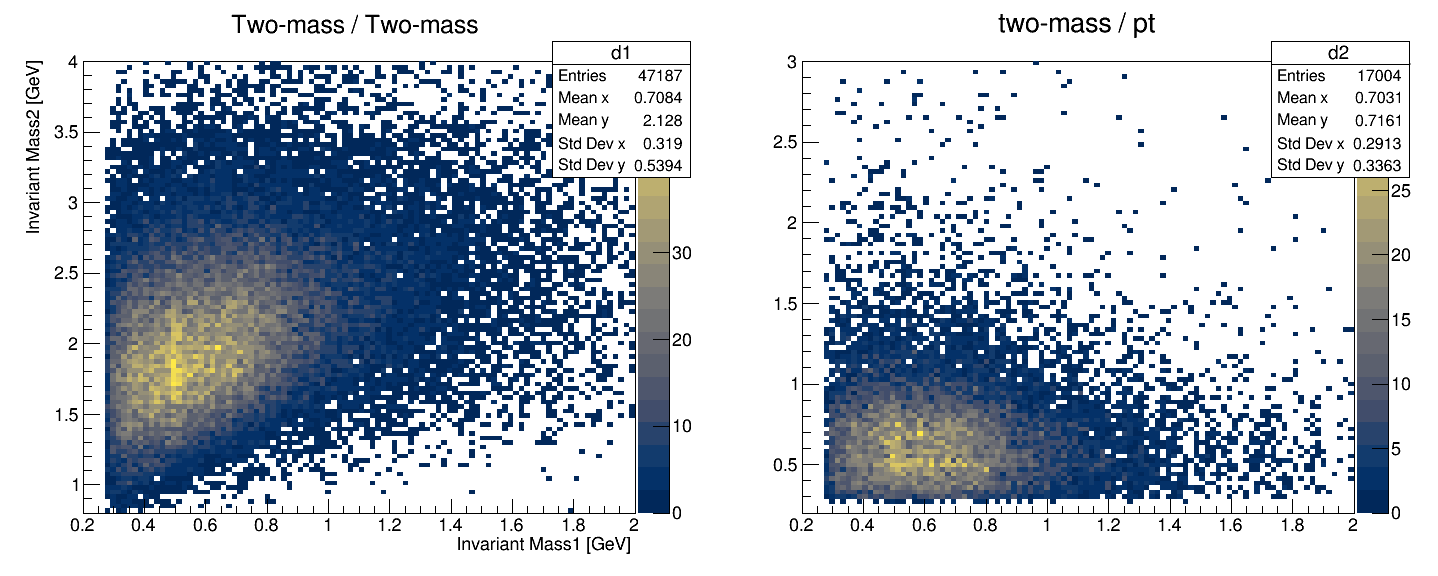 Two-mass / Two-mass
d1
Entries 47187
Mean x 0.7084
Mean y 2.128
Std Dev x 0.319
Std Dev y 0.5394
Invariant Mass2 [GeV]
4
3.5
3
2.5
2
1.5
1
30
20
10
0
0.2 0.4 0.6 0.8 1 1.2 1.4 1.6 1.8 2
Invariant Mass1 [GeV]
two-mass / pt
d2
Entries 17004
Mean x 0.7031
Mean y 0.7161
Std Dev x 0.2913
Std Dev y 0.3363
3
2.5
2
1.5
1
0.5
25
20
15
10
5
0
0.2 0.4 0.6 0.8 1 1.2 1.4 1.6 1.8 2